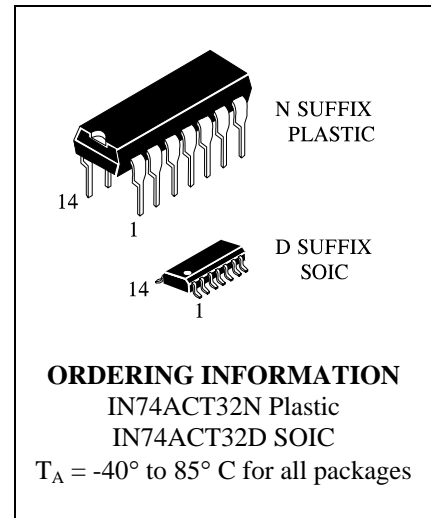 N SUFFIX
PLASTIC
14
1
D SUFFIX
SOIC
14
1
ORDERING INFORMATION
IN74ACT32N Plastic
IN74ACT32D SOIC
T_A = -40° to 85° C for all packages